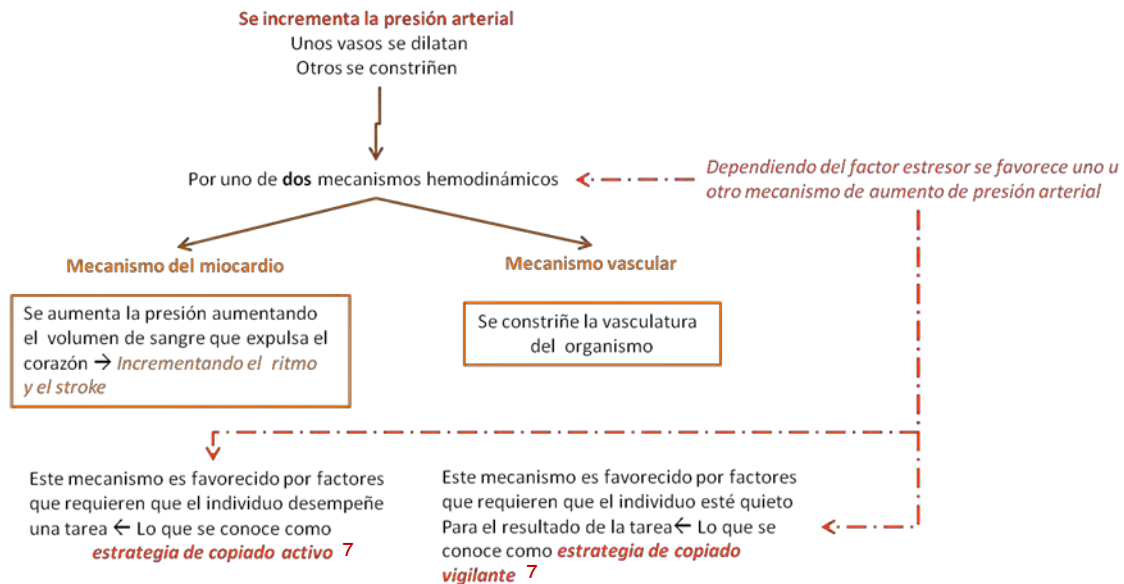 Se incrementa la presión arterial
Unos vasos se dilatan
Otros se constriñen
Por uno de dos mecanismos hemodinámicos
Dependiendo del factor estresor se favorece uno u
otro mecanismo de aumento de presión arterial
Mecanismo del miocardio
Se aumenta la presión aumentando
el volumen de sangre que expulsa el
corazón → Incrementando el ritmo
y el stroke
Mecanismo vascular
Se constriñe la vasculatura
del organismo
Este mecanismo es favorecido por factores
que requieren que el individuo desempeñe
una tarea ← Lo que se conoce como
estrategia de copiado activo 7
Este mecanismo es favorecido por factores
que requieren que el individuo esté quieto
Para el resultado de la tarea ← Lo que se
conoce como estrategia de copiado
vigilante 7